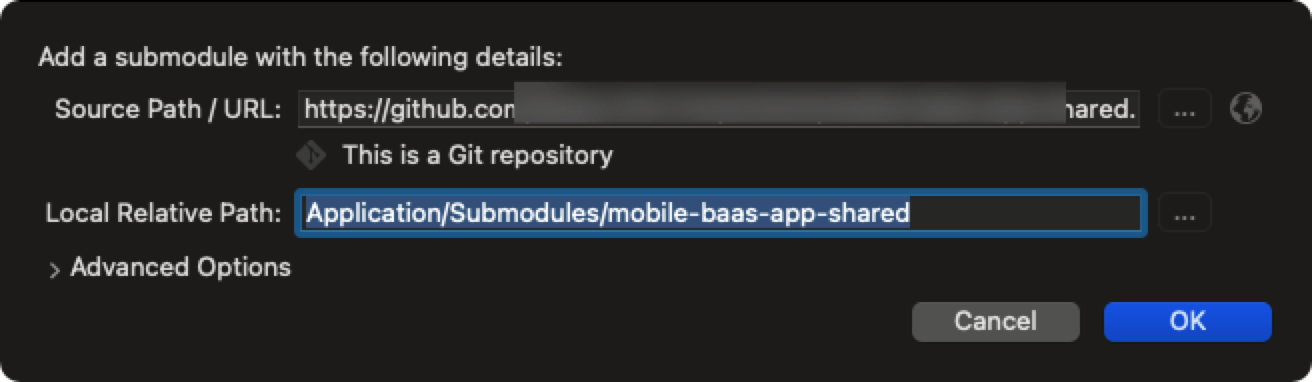 Add a submodule with the following details:
Source Path / URL: https://github.com hared. ...
This is a Git repository
Local Relative Path: Application/Submodules/mobile-baas-app-shared ...
> Advanced Options
Cancel OK